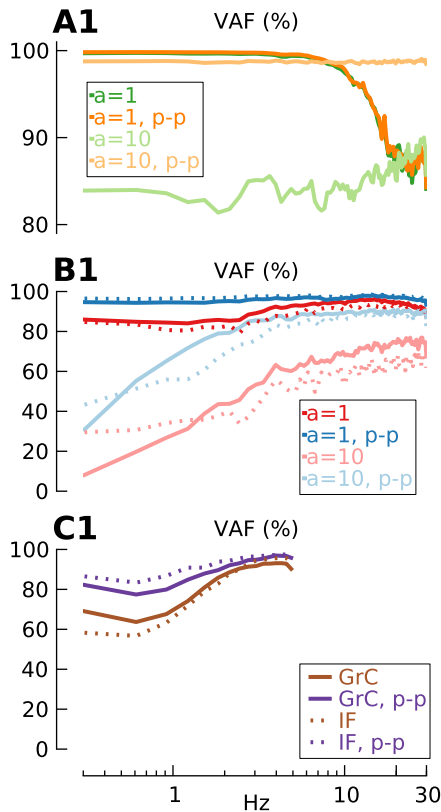 A1 VAF (%)
100
90
80
a=1
a=1, p-p
a=10
a=10, p-p
B1 VAF (%)
100
80
60
40
20
0
a=1
a=1, p-p
a=10
a=10, p-p
C1 VAF (%)
100
80
60
40
20
0
GrC
GrC, p-p
IF
IF, p-p
1 Hz 10 30